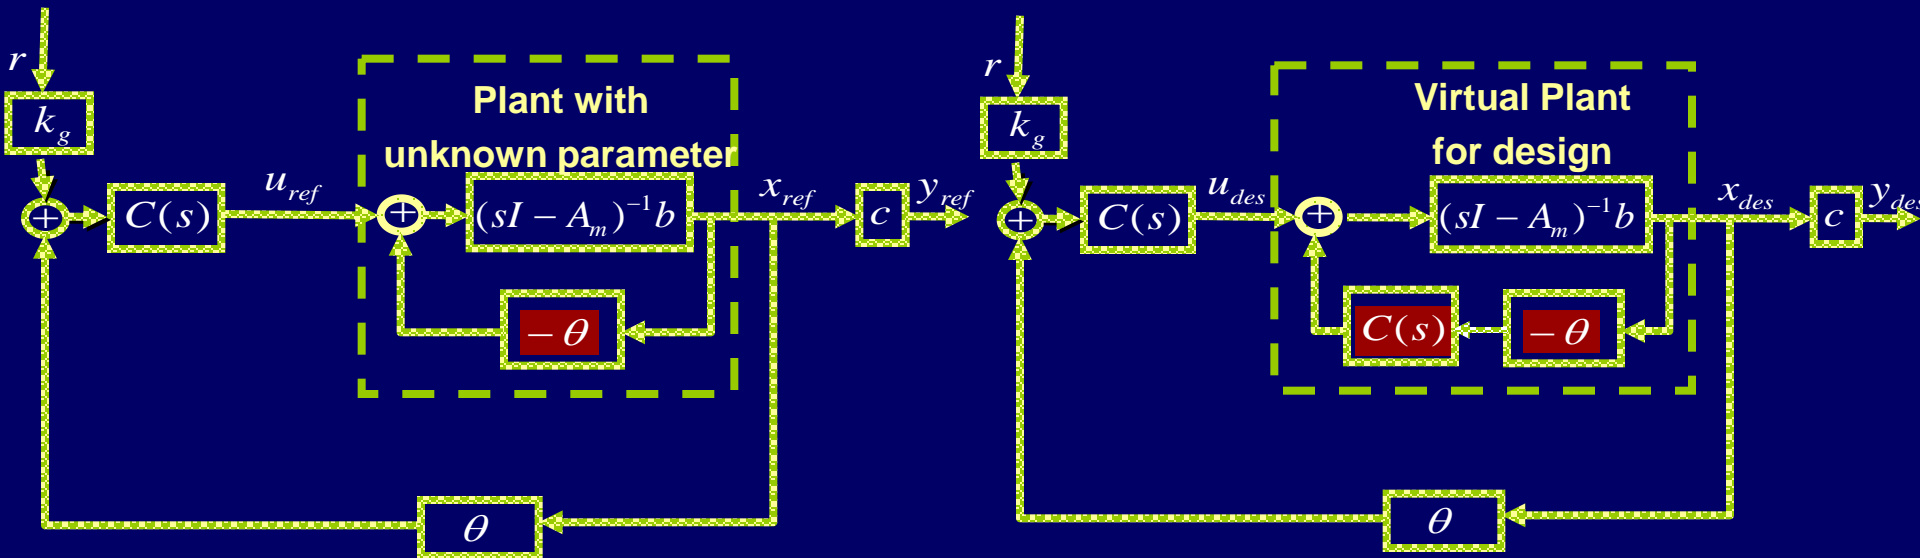 r
k_g
+
C(s)
u_ref
Plant with
unknown parameter
+
(sI − A_m)^{-1} b
x_ref
c
y_ref
− θ
θ
r
k_g
+
C(s)
u_des
Virtual Plant
for design
+
(sI − A_m)^{-1} b
x_des
c
y_des
C(s)
− θ
θ